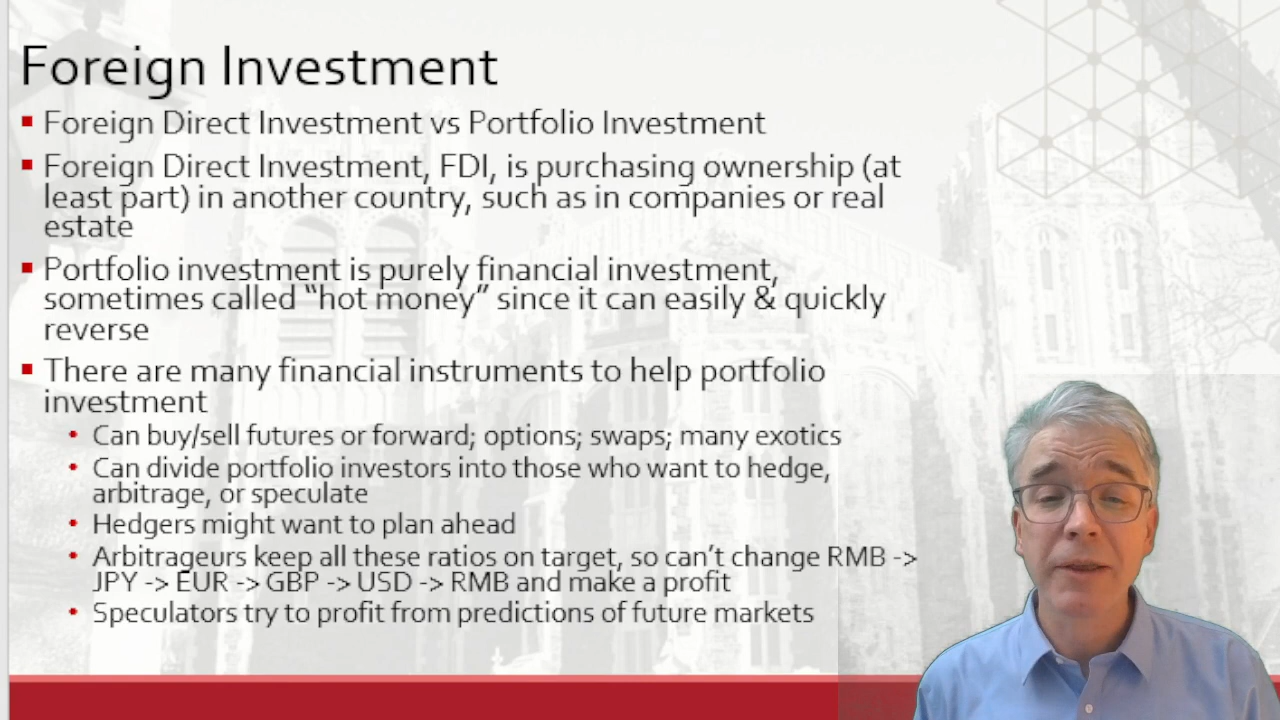 Foreign Investment
Foreign Direct Investment vs Portfolio Investment
Foreign Direct Investment, FDI, is purchasing ownership (at
least part) in another country, such as in companies or real
estate
Portfolio investment is purely financial investment,
sometimes called “hot money” since it can easily & quickly
reverse
There are many financial instruments to help portfolio
investment
Can buy/sell futures or forward; options; swaps; many exotics
Can divide portfolio investors into those who want to hedge,
arbitrage, or speculate
Hedgers might want to plan ahead
Arbitrageurs keep all these ratios on target, so can’t change RMB ->
JPY -> EUR -> GBP -> USD -> RMB and make a profit
Speculators try to profit from predictions of future markets